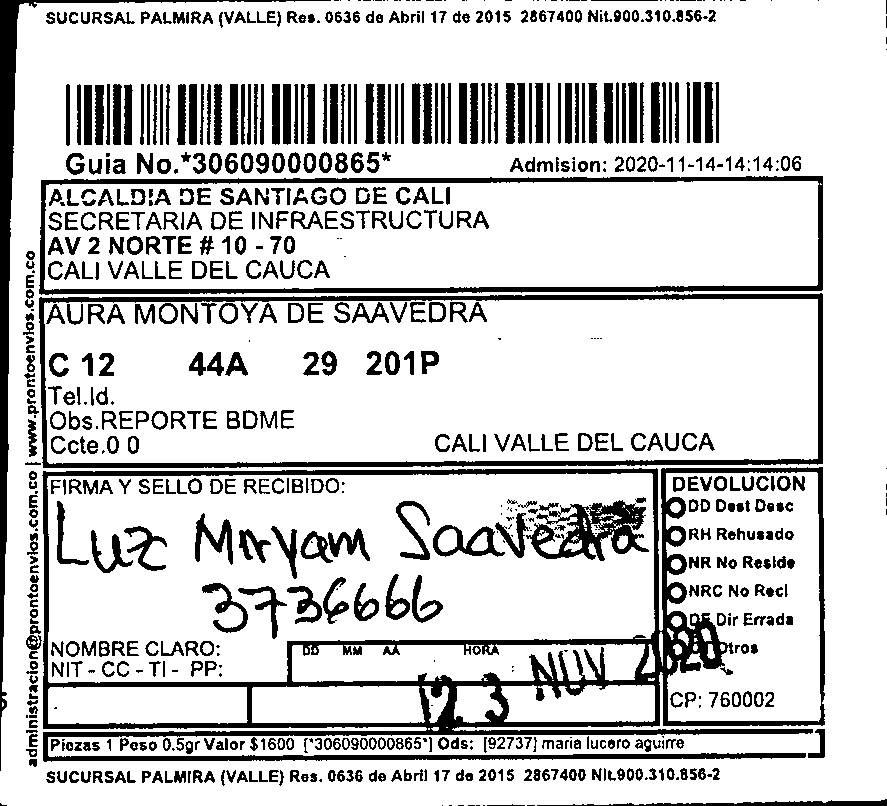 SUCURSAL PALMIRA (VALLE) Res. 0636 de Abril 17 de 2015 2867400 Nit.900.310.856-2
Guia No.*306090000865*
Admision: 2020-11-14-14:14:06
ALCALDIA DE SANTIAGO DE CALI
SECRETARIA DE INFRAESTRUCTURA
AV 2 NORTE # 10 - 70
CALI VALLE DEL CAUCA
AURA MONTOYA DE SAAVEDRA
C 12 44A 29 201P
Tel.Id.
Obs.REPORTE BDME
Ccte.0 0 CALI VALLE DEL CAUCA
administracion@prontoenvios.com.co | www.prontoenvios.com.co
FIRMA Y SELLO DE RECIBIDO:
Luz Miryam Saavedra
3736666
NOMBRE CLARO:
NIT - CC - TI - PP:
DD MM AA HORA
23 NOV 2020
DEVOLUCION
DD Dest Desc
RH Rehusado
NR No Reside
NRC No Recl
DE Dir Errada
Otros
CP: 760002
Piezas 1 Peso 0.5gr Valor $1600 [*306090000865*] Ods: [92737] maria lucero aguirre
SUCURSAL PALMIRA (VALLE) Res. 0636 de Abril 17 de 2015 2867400 Nit.900.310.856-2